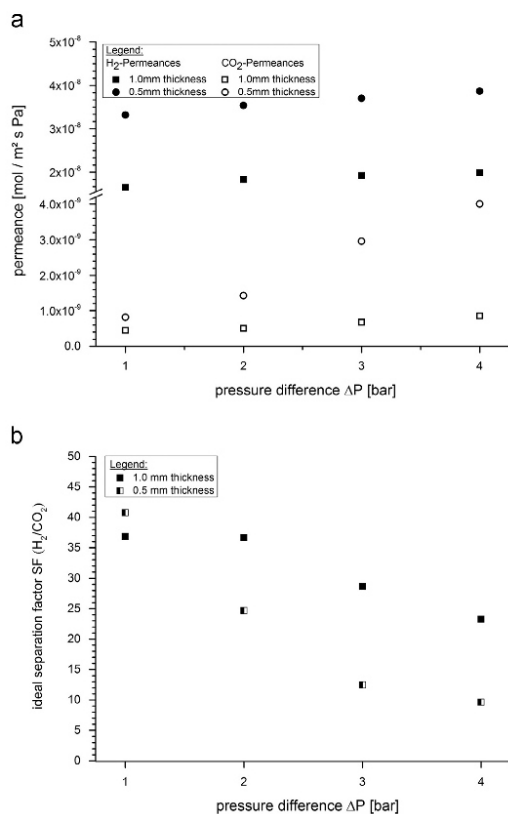 a
Legend:
H₂-Permeances CO₂-Permeances
1.0mm thickness 1.0mm thickness
0.5mm thickness 0.5mm thickness
5x10⁻⁸
4x10⁻⁸
3x10⁻⁸
2x10⁻⁸
4.0x10⁻⁹
3.0x10⁻⁹
2.0x10⁻⁹
1.0x10⁻⁹
0.0
permeance [mol / m² s Pa]
1 2 3 4
pressure difference ΔP [bar]
b
Legend:
1.0 mm thickness
0.5 mm thickness
50
45
40
35
30
25
20
15
10
5
0
ideal separation factor SF (H₂/CO₂)
1 2 3 4
pressure difference ΔP [bar]